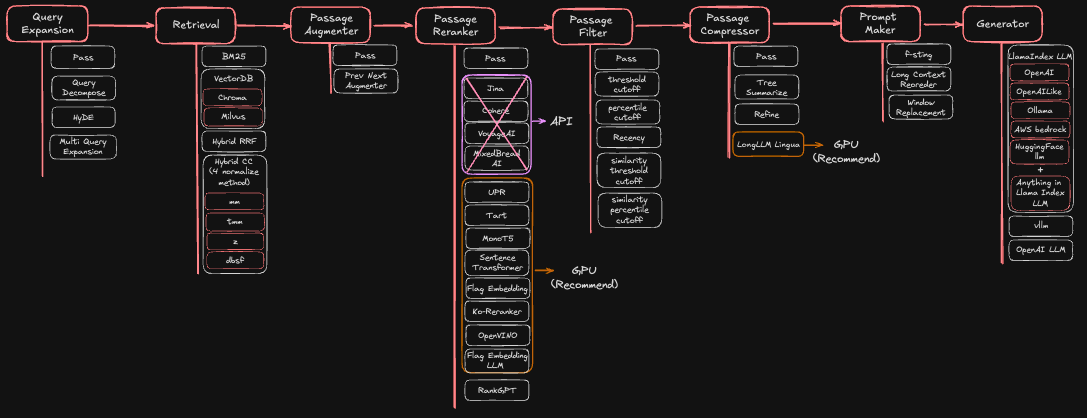 Query
Expansion
Pass
Query
Decompose
HyDE
Multi Query
Expansion
Retrieval
BM25
VectorDB
Chroma
Milvus
Hybrid RRF
Hybrid CC
(4 normalize
method)
mm
tmm
z
dbsf
Passage
Augmenter
Pass
Prev Next
Augmenter
Passage
Reranker
Pass
Jina
Cohere
VoyageAI
MixedBread
AI
API
UPR
Tart
MonoT5
Sentence
Transformer
Flag Embedding
Ko-Reranker
OpenVINO
Flag Embedding
LLM
GPU
(Recommend)
RankGPT
Passage
Filter
Pass
threshold
cutoff
percentile
cutoff
Recency
similarity
threshold
cutoff
similarity
percentile
cutoff
Passage
Compressor
Pass
Tree
Summarize
Refine
LongLLM Lingua
GPU
(Recommend)
Prompt
Maker
f-sting
Long Context
Reoreder
Window
Replacement
Generator
LlamaIndex LLM
OpenAI
OpenAILike
Ollama
AWS bedrock
HuggingFace
llm
+
Anything in
Llama Index
LLM
vllm
OpenAI LLM